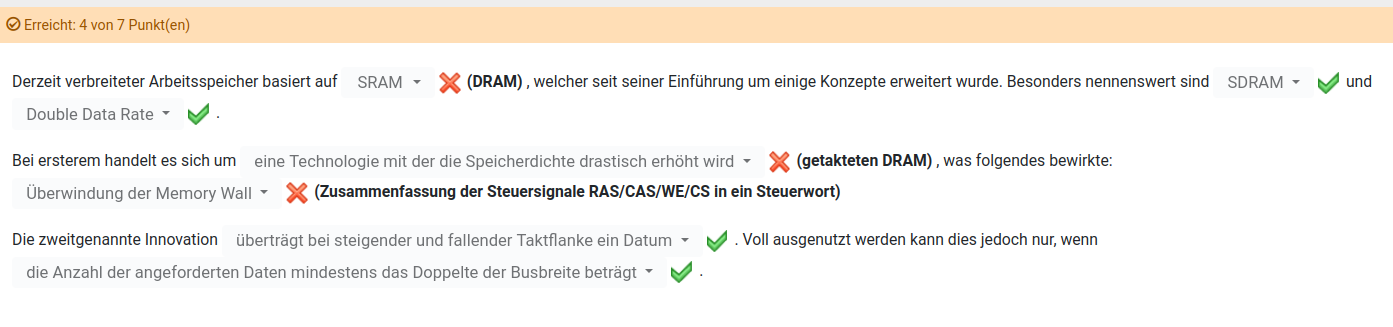 Erreicht: 4 von 7 Punkt(en)
Derzeit verbreiteter Arbeitsspeicher basiert auf SRAM (DRAM) , welcher seit seiner Einführung um einige Konzepte erweitert wurde. Besonders nennenswert sind SDRAM und
Double Data Rate .
Bei ersterem handelt es sich um eine Technologie mit der die Speicherdichte drastisch erhöht wird (getakteten DRAM) , was folgendes bewirkte:
Überwindung der Memory Wall (Zusammenfassung der Steuersignale RAS/CAS/WE/CS in ein Steuerwort)
Die zweitgenannte Innovation überträgt bei steigender und fallender Taktflanke ein Datum . Voll ausgenutzt werden kann dies jedoch nur, wenn
die Anzahl der angeforderten Daten mindestens das Doppelte der Busbreite beträgt .